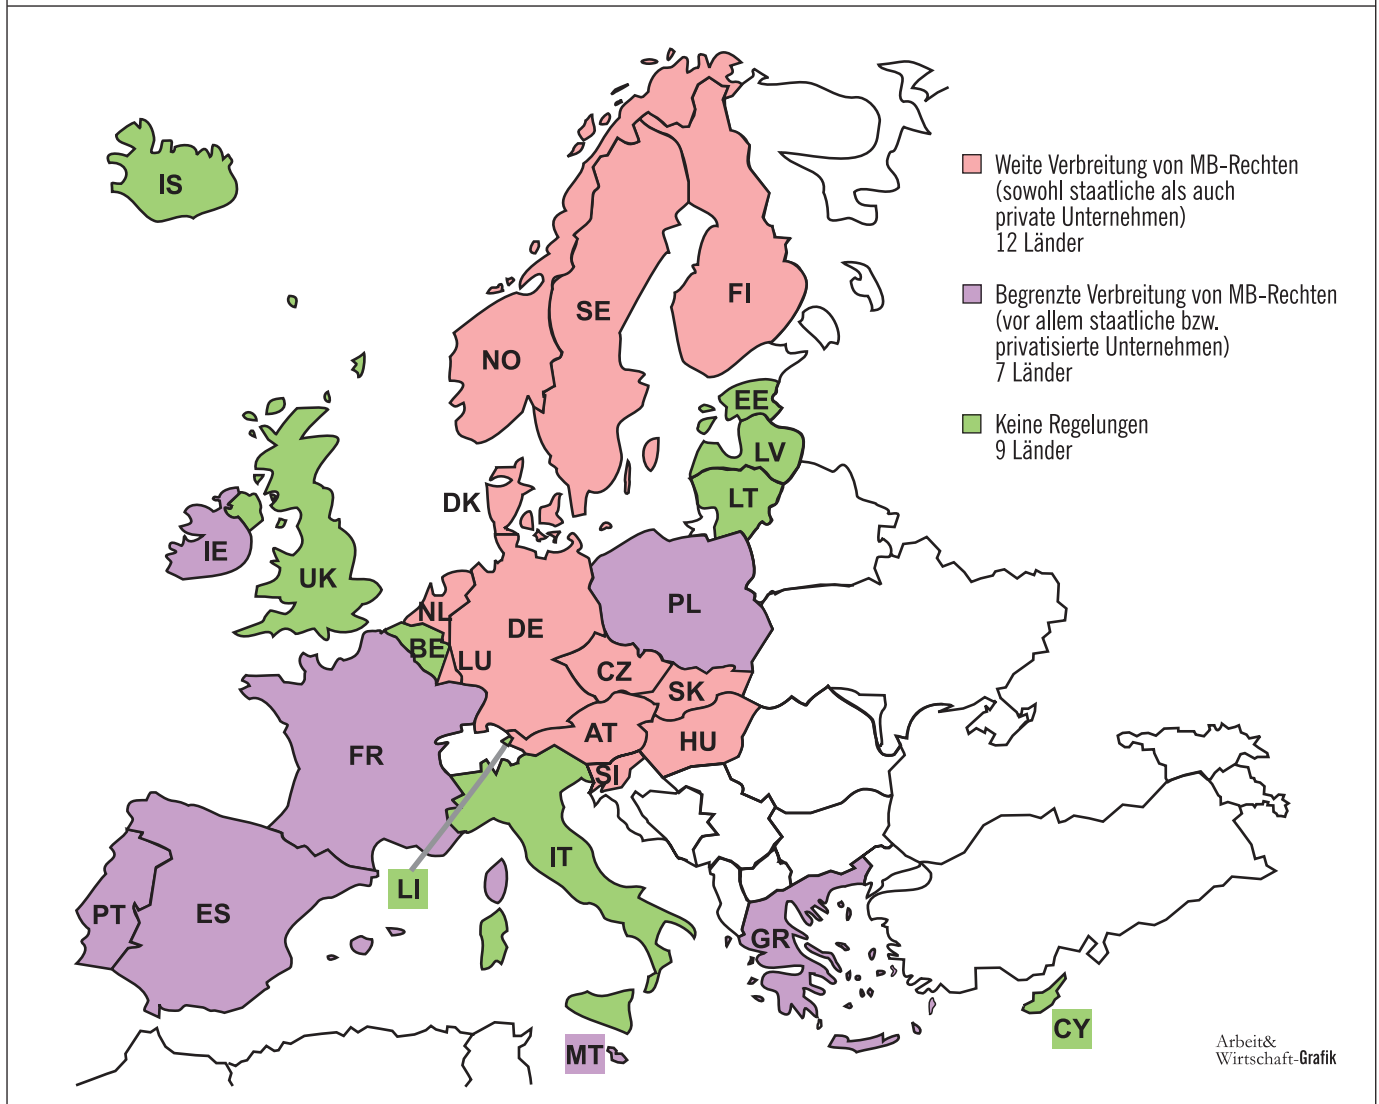 IS
Weite Verbreitung von MB-Rechten
(sowohl staatliche als auch
private Unternehmen)
12 Länder
Begrenzte Verbreitung von MB-Rechten
(vor allem staatliche bzw.
privatisierte Unternehmen)
7 Länder
Keine Regelungen
9 Länder
FI
SE
NO
EE
LV
LT
DK
IE
UK
NL
DE
PL
BE
LU
CZ
SK
AT
HU
SI
FR
IT
LI
PT
ES
GR
CY
MT
Arbeit&
Wirtschaft-Grafik